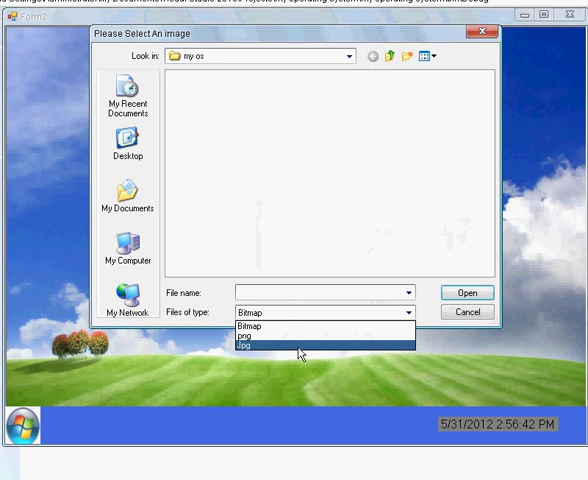 Form2
Please Select An image
Look in: my os
My Recent
Documents
Desktop
My Documents
My Computer
My Network
File name:
Open
Files of type: Bitmap
Cancel
Bitmap
png
Jpg
5/31/2012 2:56:42 PM